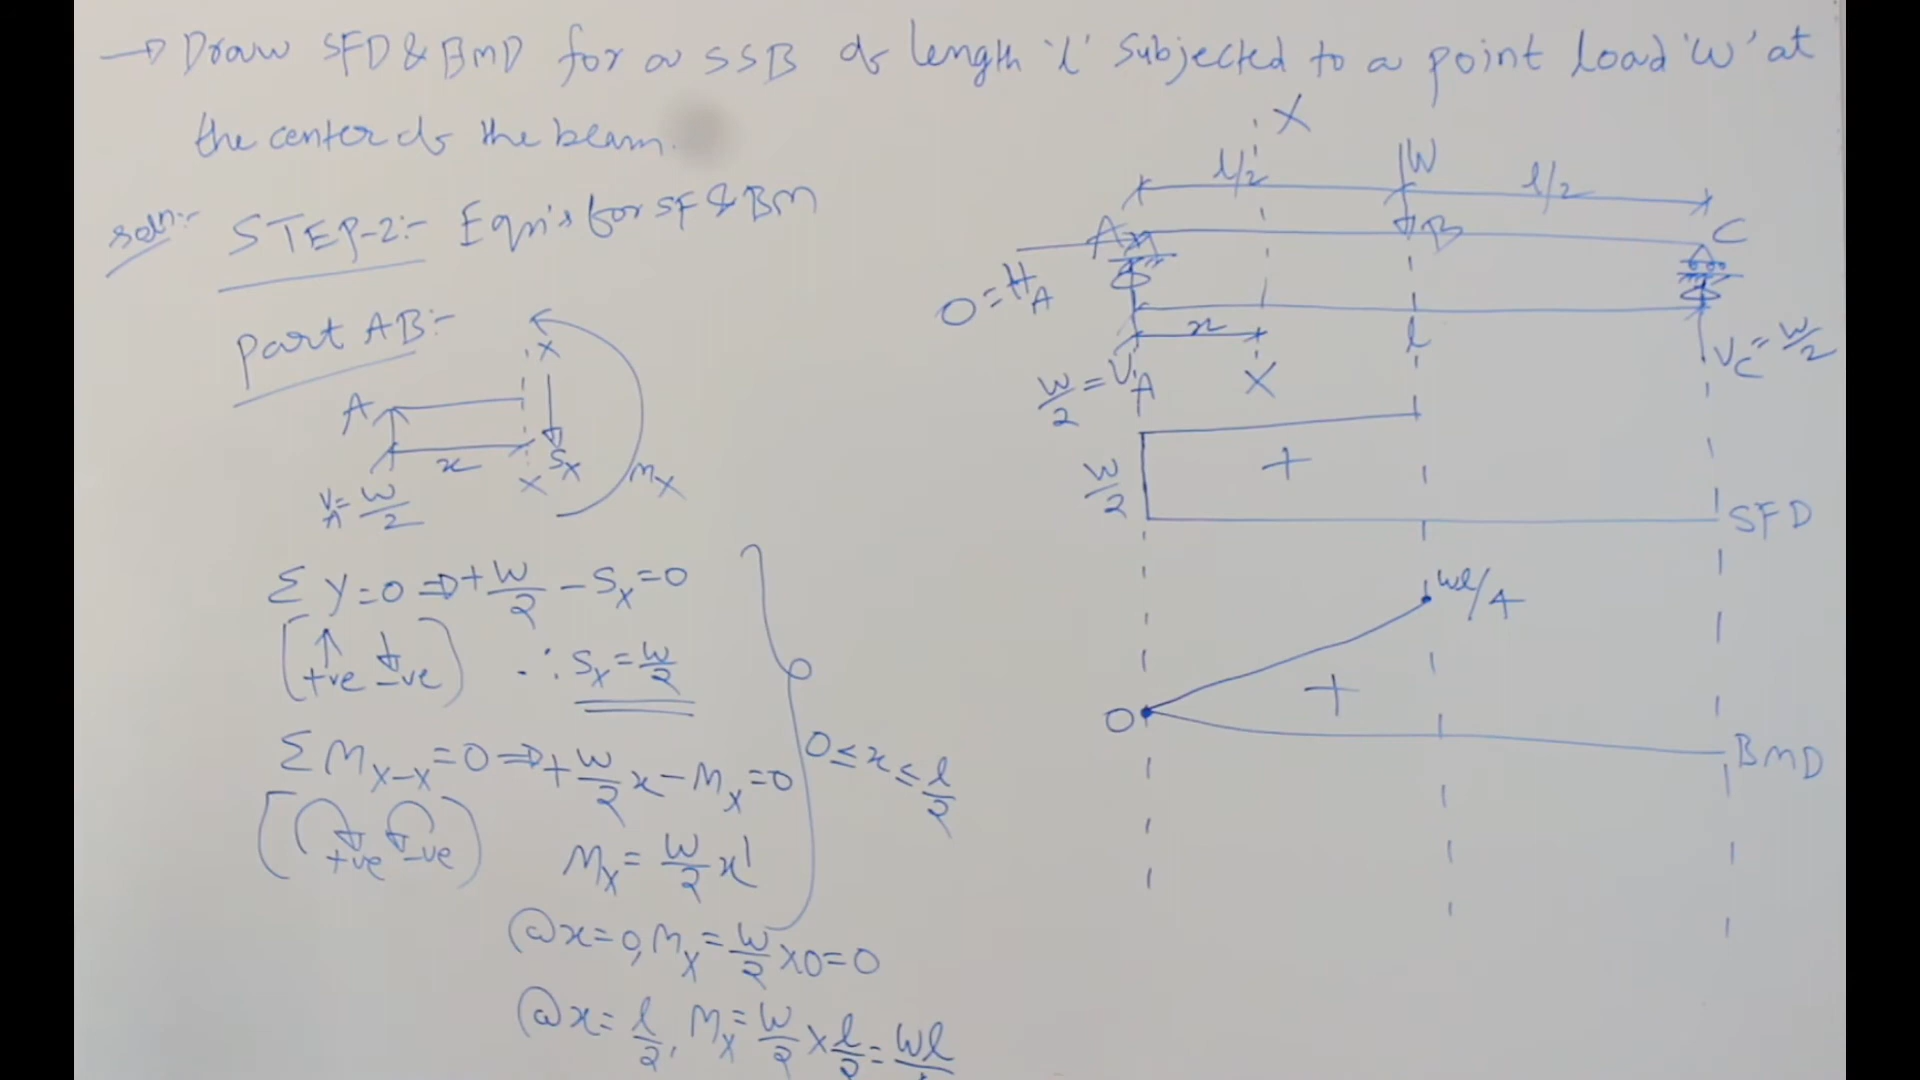 → Draw SFD & BMD for a SSB of length 'l' subjected to a point load 'W' at
the center of the beam.
soln:- STEP-2:- Eqn's for SF & BM
Part AB:-
A
x
X
X
Sx
Mx
VA = W/2
Σ Y = 0 ⇒ + W/2 - Sx = 0
[↑ +ve ↓ -ve] ∴ Sx = W/2
Σ Mx-x = 0 ⇒ + W/2 x - Mx = 0
[+ve -ve]
Mx = W/2 x
@x = 0, Mx = W/2 × 0 = 0
@x = l/2, Mx = W/2 × l/2 = Wl/
0 ≤ x ≤ l/2
X
l/2
W
l/2
A
B
C
0 = HA
x
l
W/2 = VA
X
VC = W/2
W/2
+
SFD
Wl/4
0
+
BMD